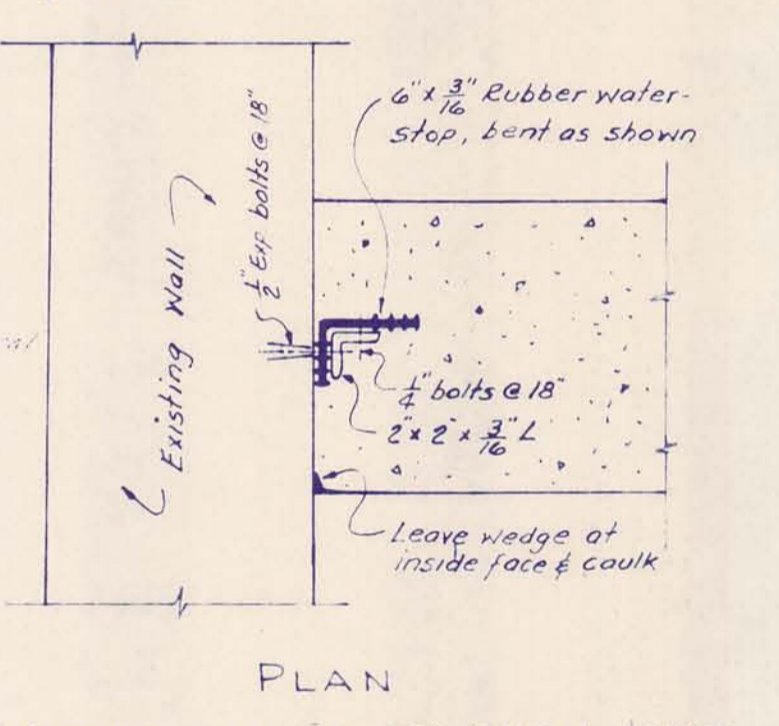 6" x 3/16" Rubber water-
stop, bent as shown
1/2" Exp bolts @ 18"
Existing Wall
1/4" bolts @ 18"
2" x 2" x 3/16" L
Leave wedge at
inside face & caulk
PLAN